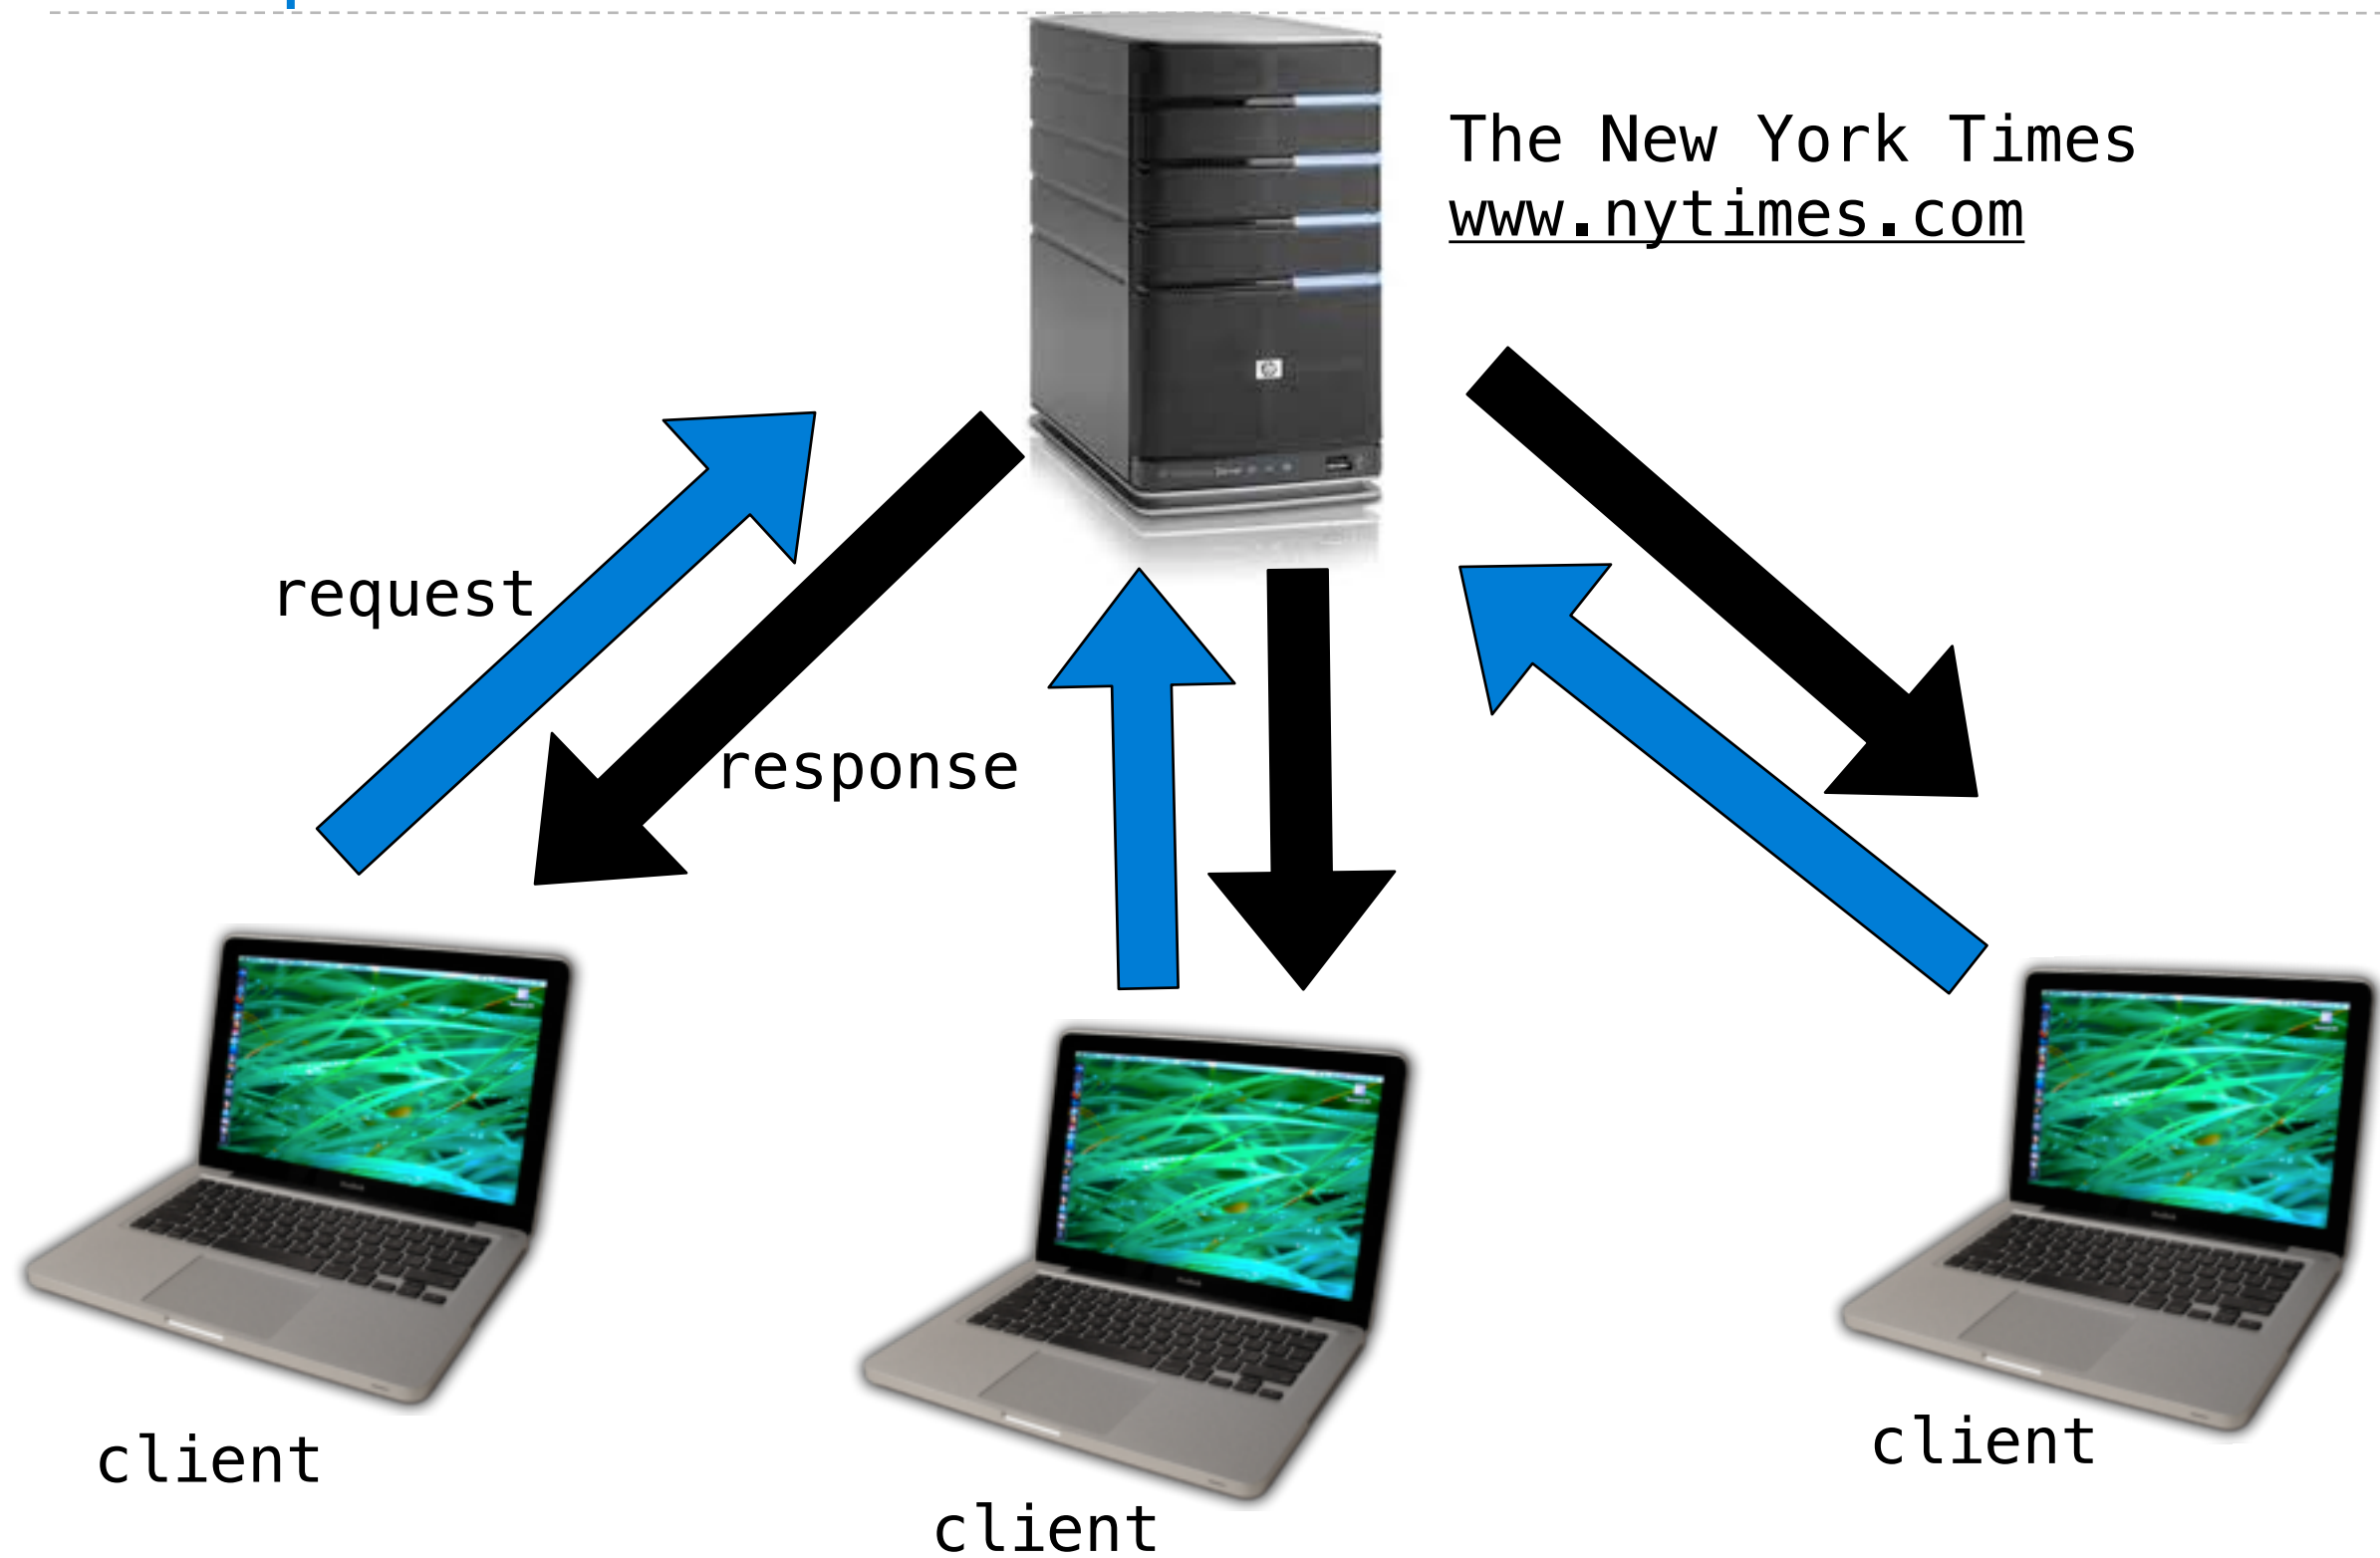 The New York Times
www.nytimes.com
request
response
client
client
client